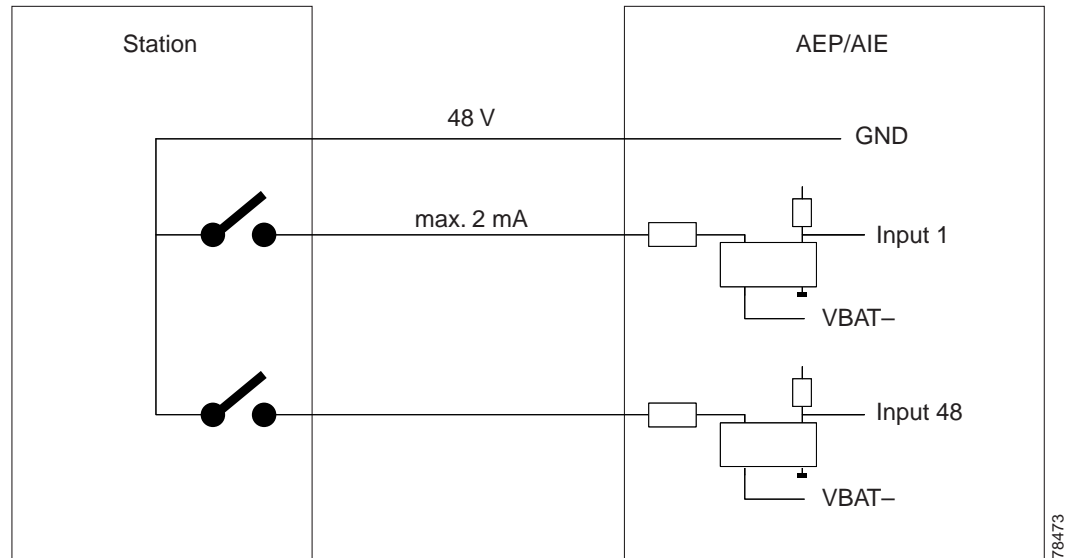 Station
AEP/AIE
48 V
GND
max. 2 mA
Input 1
VBAT–
Input 48
VBAT–
78473